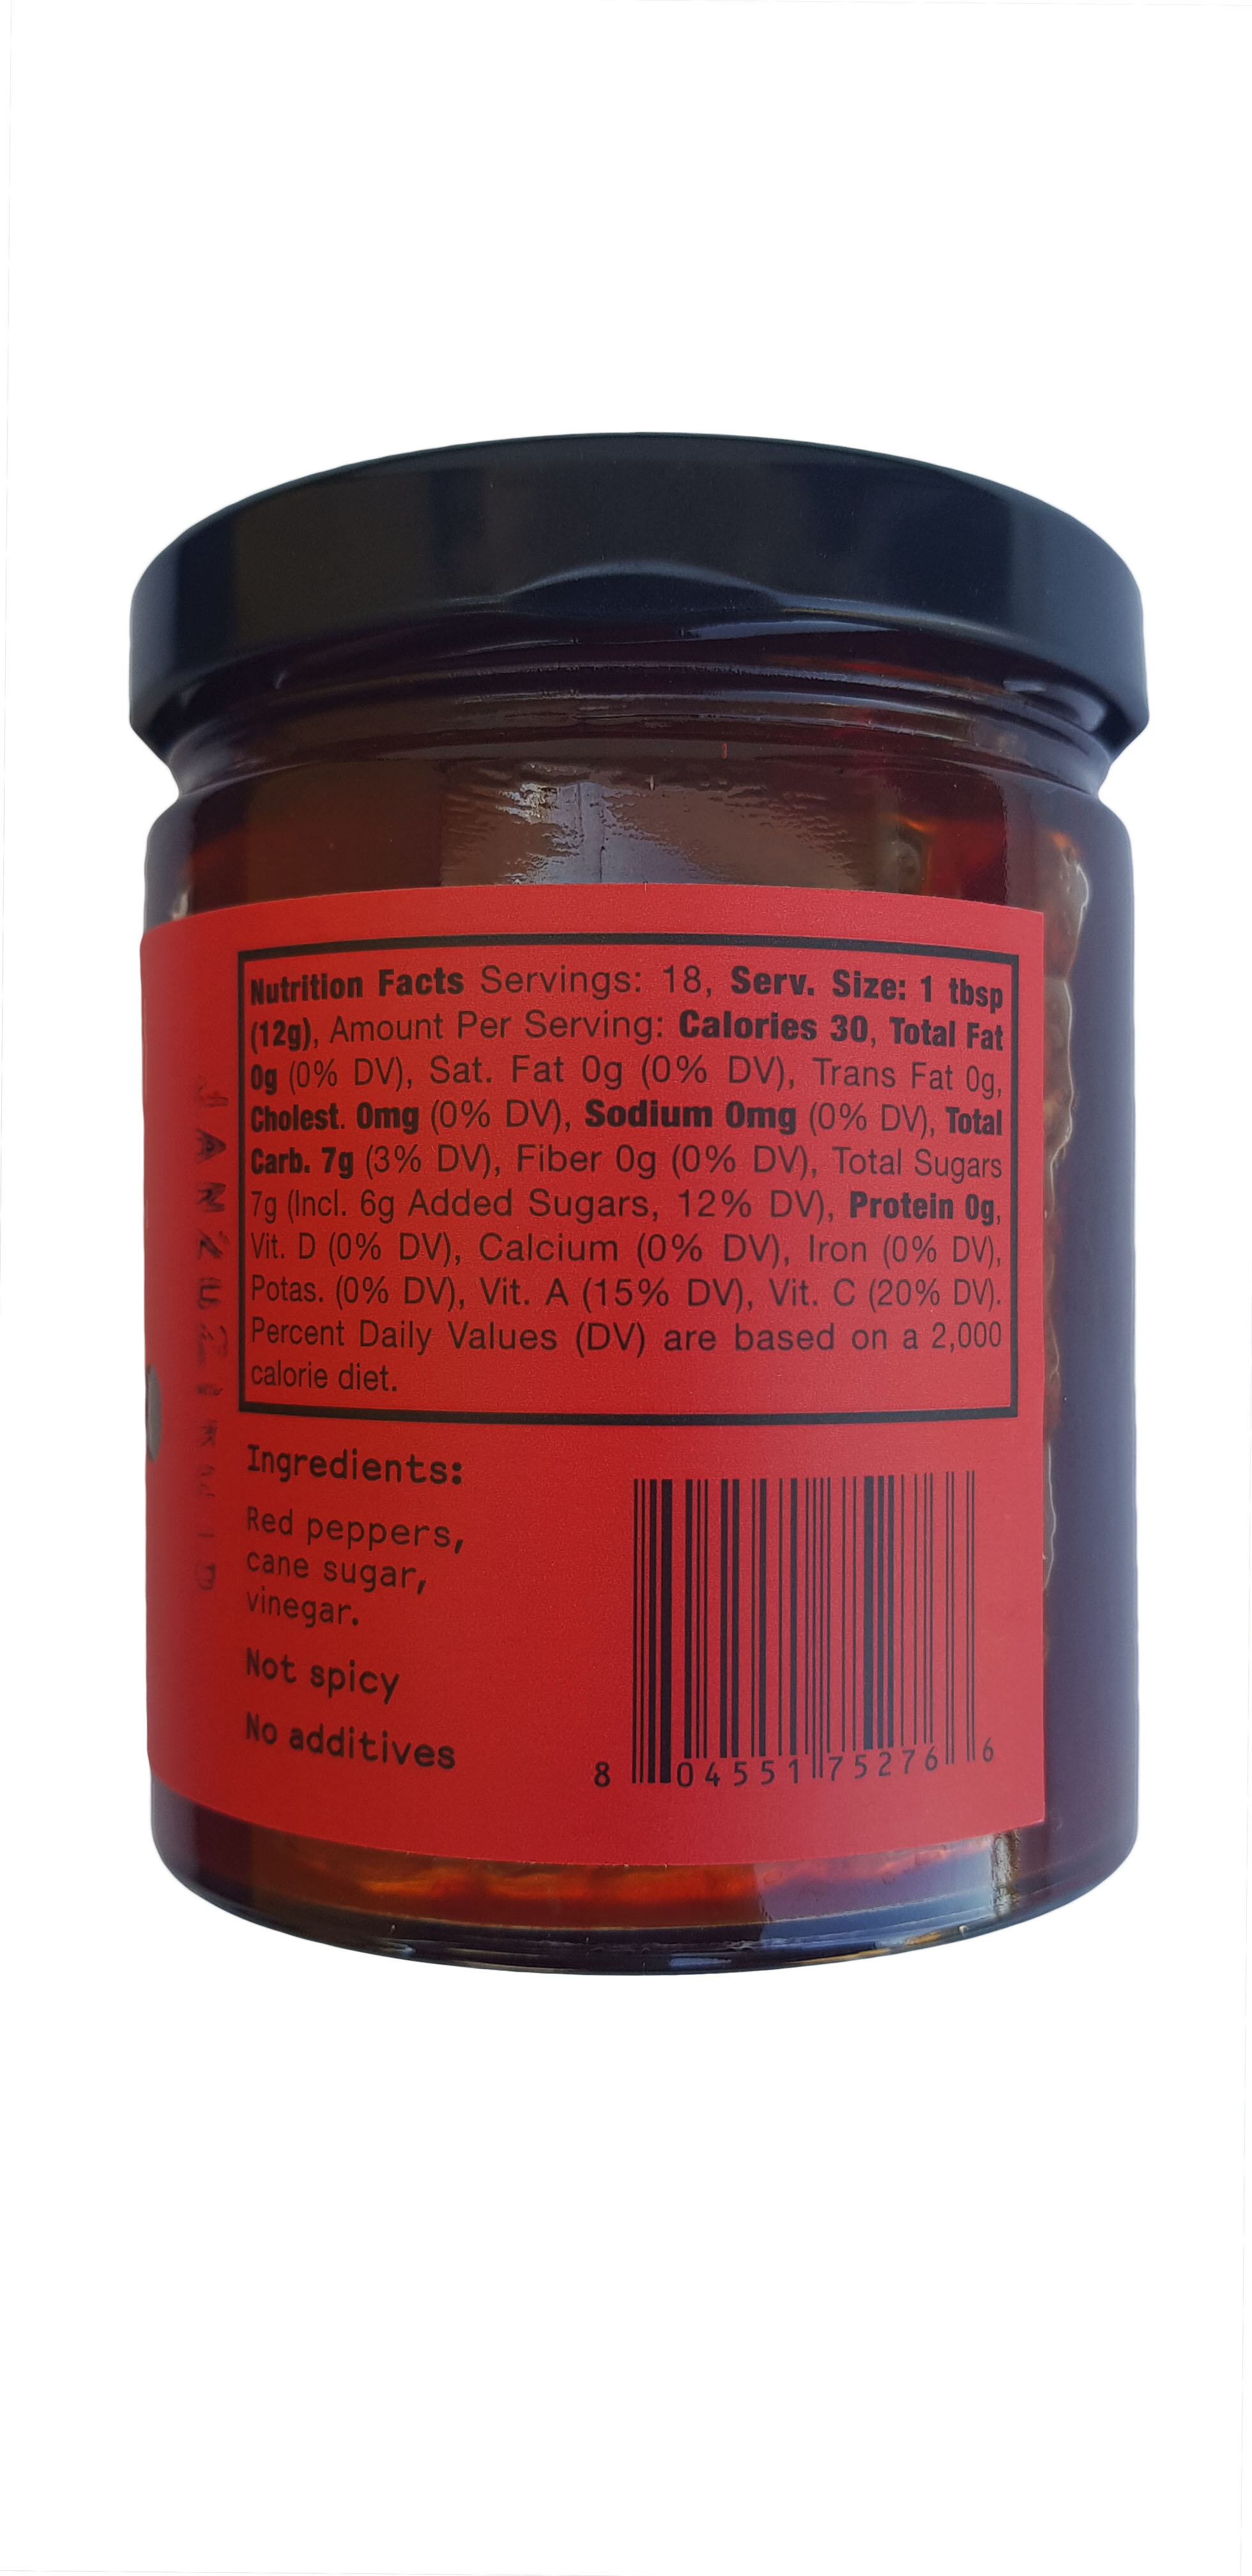 Nutrition Facts Servings: 18, Serv. Size: 1 tbsp
(12g), Amount Per Serving: Calories 30, Total Fat
0g (0% DV), Sat. Fat 0g (0% DV), Trans Fat 0g,
Cholest. 0mg (0% DV), Sodium 0mg (0% DV), Total
Carb. 7g (3% DV), Fiber 0g (0% DV), Total Sugars
7g (Incl. 6g Added Sugars, 12% DV), Protein 0g,
Vit. D (0% DV), Calcium (0% DV), Iron (0% DV),
Potas. (0% DV), Vit. A (15% DV), Vit. C (20% DV).
Percent Daily Values (DV) are based on a 2,000
calorie diet.
Ingredients:
Red peppers,
cane sugar,
vinegar.
Not spicy
No additives
8 04551 75276 6